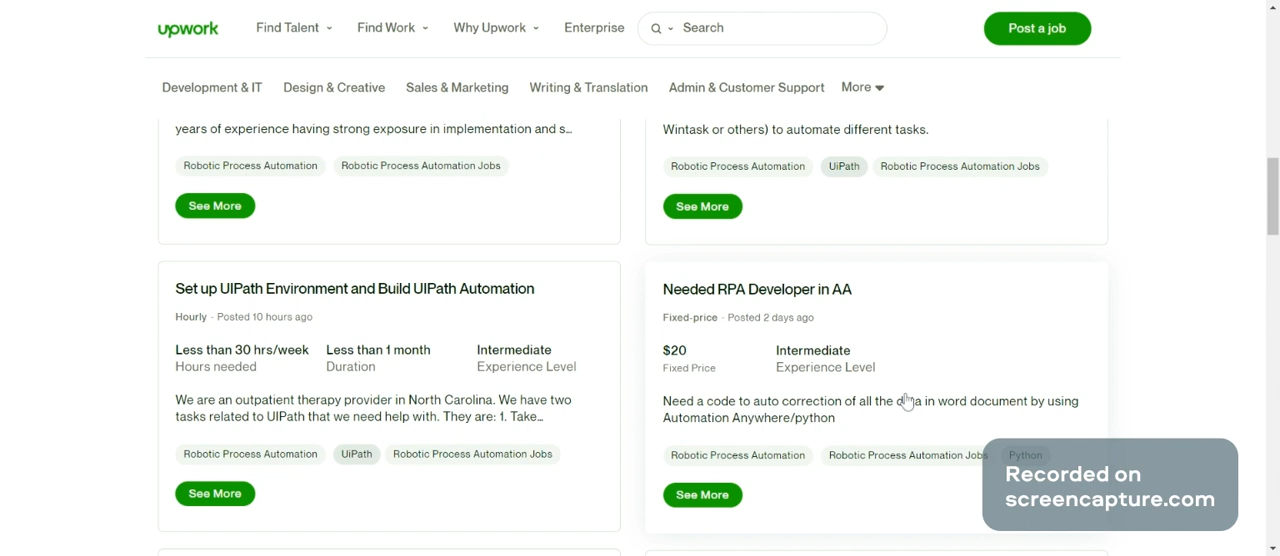 upwork
Find Talent
Find Work
Why Upwork
Enterprise
Search
Post a job
Development & IT
Design & Creative
Sales & Marketing
Writing & Translation
Admin & Customer Support
More
years of experience having strong exposure in implementation and s...
Robotic Process Automation
Robotic Process Automation Jobs
See More
Wintask or others) to automate different tasks.
Robotic Process Automation
UiPath
Robotic Process Automation Jobs
See More
Set up UIPath Environment and Build UIPath Automation
Hourly - Posted 10 hours ago
Less than 30 hrs/week
Hours needed
Less than 1 month
Duration
Intermediate
Experience Level
We are an outpatient therapy provider in North Carolina. We have two
tasks related to UIPath that we need help with. They are: 1. Take...
Robotic Process Automation
UiPath
Robotic Process Automation Jobs
See More
Needed RPA Developer in AA
Fixed-price - Posted 2 days ago
$20
Fixed Price
Intermediate
Experience Level
Need a code to auto correction of all the data in word document by using
Automation Anywhere/python
Robotic Process Automation
Robotic Process Automation Jobs
Python
See More
Recorded on
screencapture.com